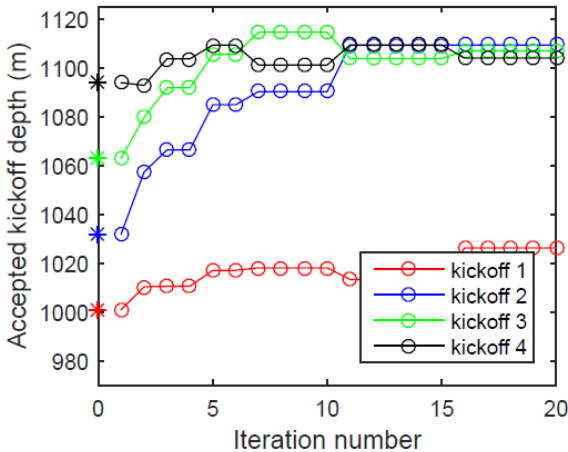 Accepted kickoff depth (m)
1120
1100
1080
1060
1040
1020
1000
980
kickoff 1
kickoff 2
kickoff 3
kickoff 4
0 5 10 15 20
Iteration number